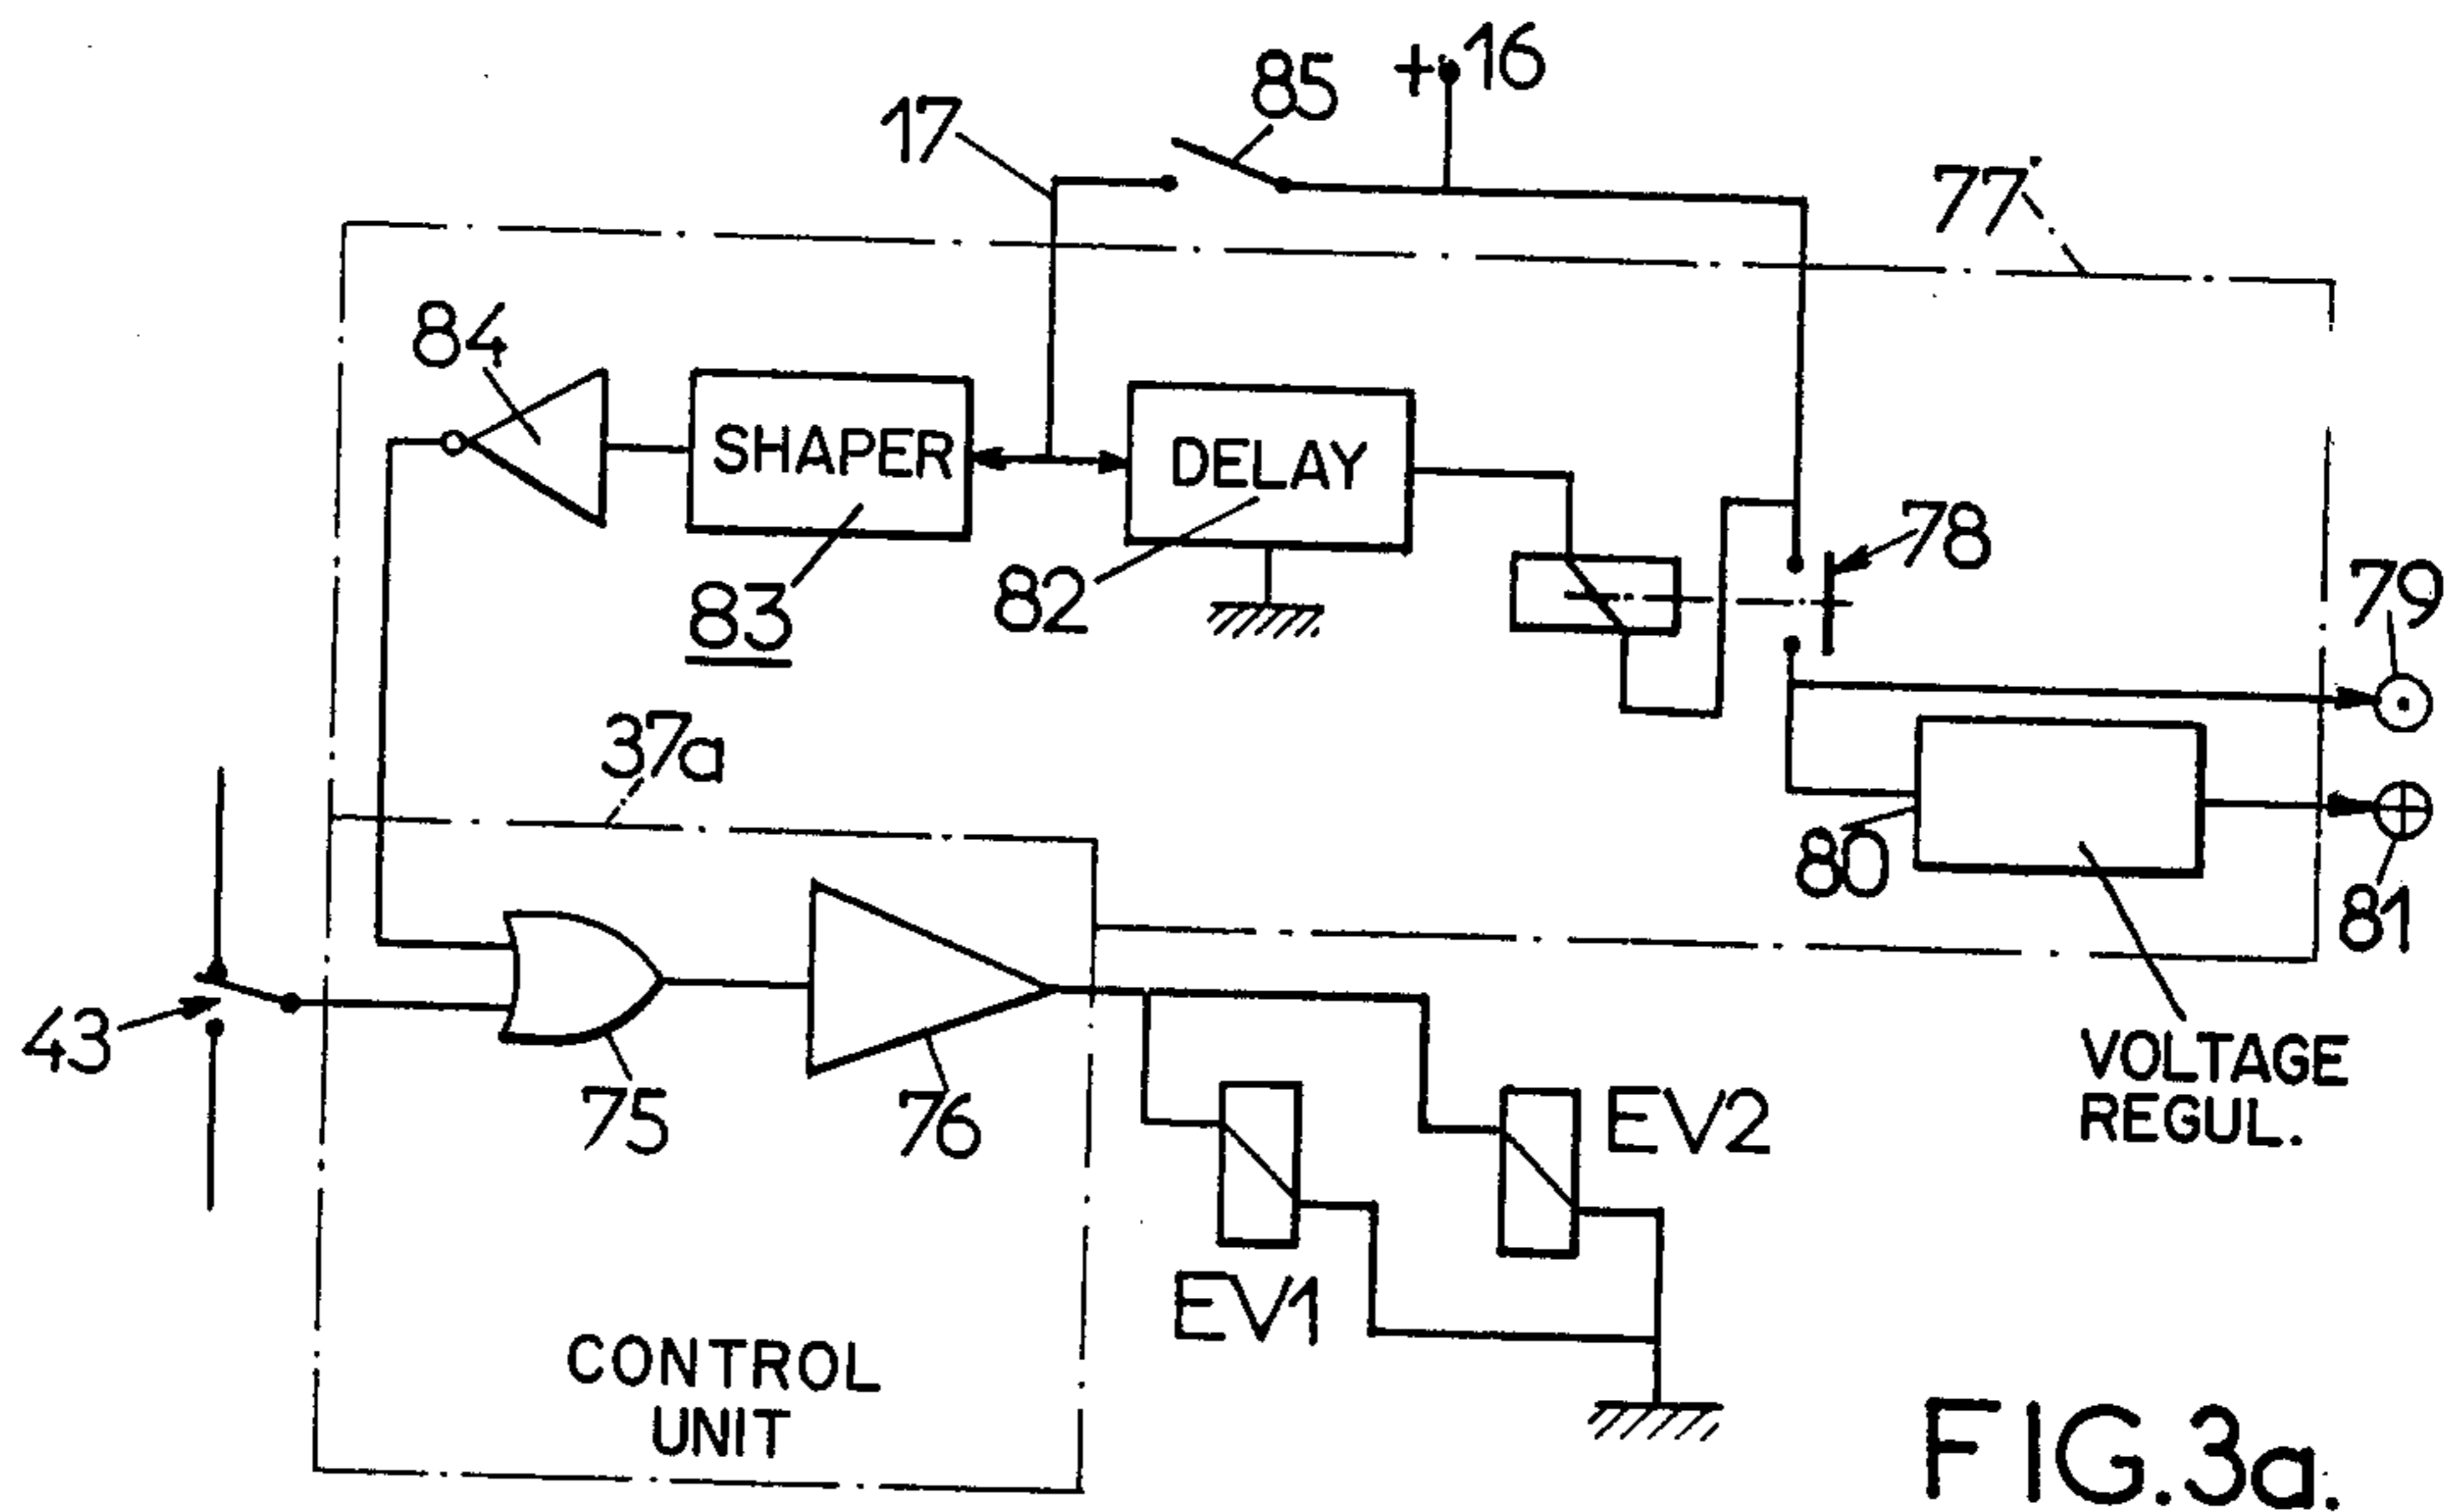 + 16
85
17
77
84
SHAPER
DELAY
78
83
82
79
37a
80
81
43
75
76
VOLTAGE
REGUL.
EV2
EV1
CONTROL
UNIT
FIG.3a.